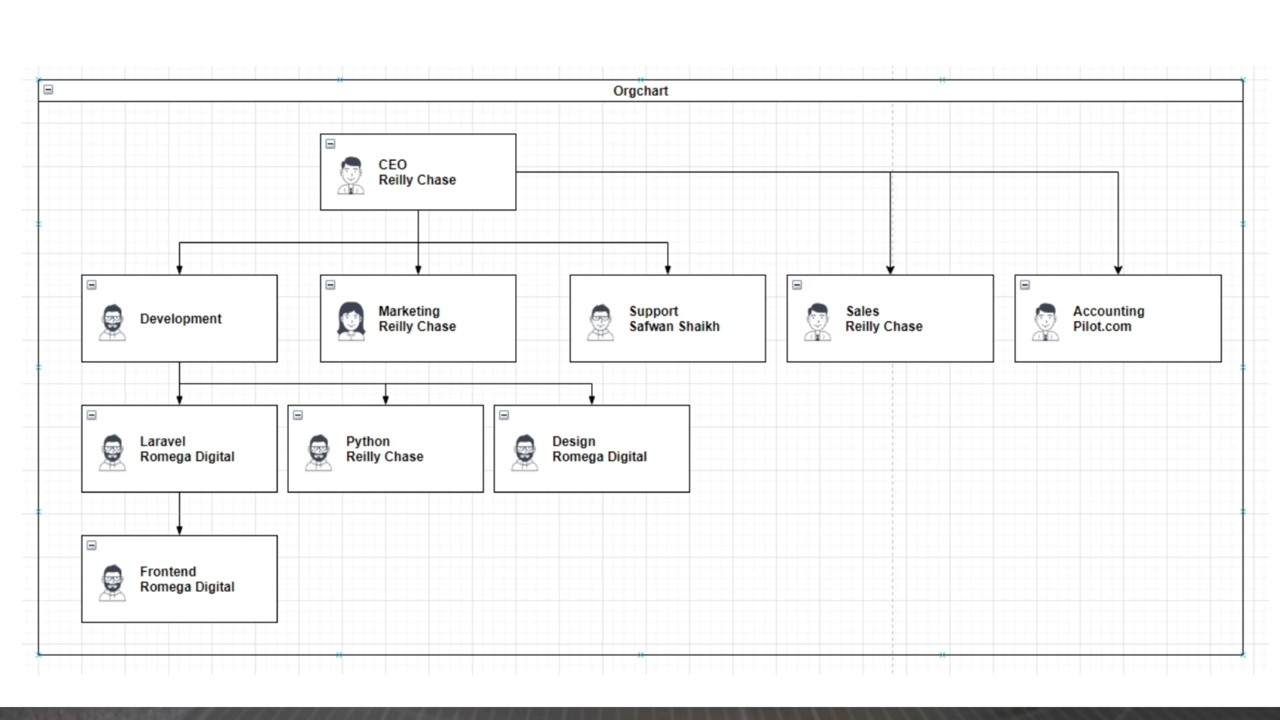 Orgchart
CEO
Reilly Chase
Development
Marketing
Reilly Chase
Support
Safwan Shaikh
Sales
Reilly Chase
Accounting
Pilot.com
Laravel
Romega Digital
Python
Reilly Chase
Design
Romega Digital
Frontend
Romega Digital